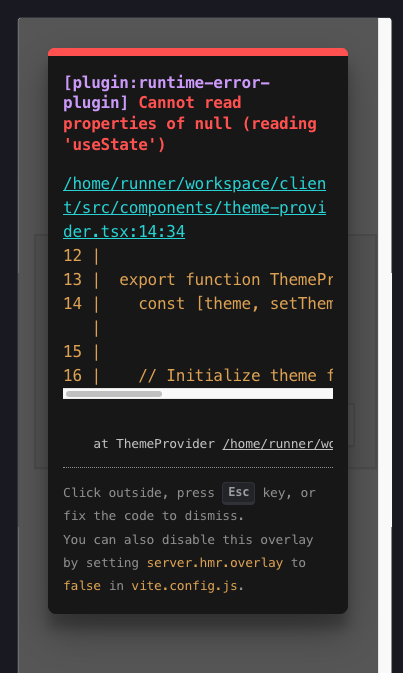 [plugin:runtime-error-
plugin] Cannot read
properties of null (reading
'useState')
/home/runner/workspace/clien
t/src/components/theme-provi
der.tsx:14:34
12 |
13 |  export function ThemePr
14 |    const [theme, setThem
   |
15 |
16 |    // Initialize theme f
at ThemeProvider /home/runner/wo
Click outside, press Esc key, or
fix the code to dismiss.
You can also disable this overlay
by setting server.hmr.overlay to
false in vite.config.js.